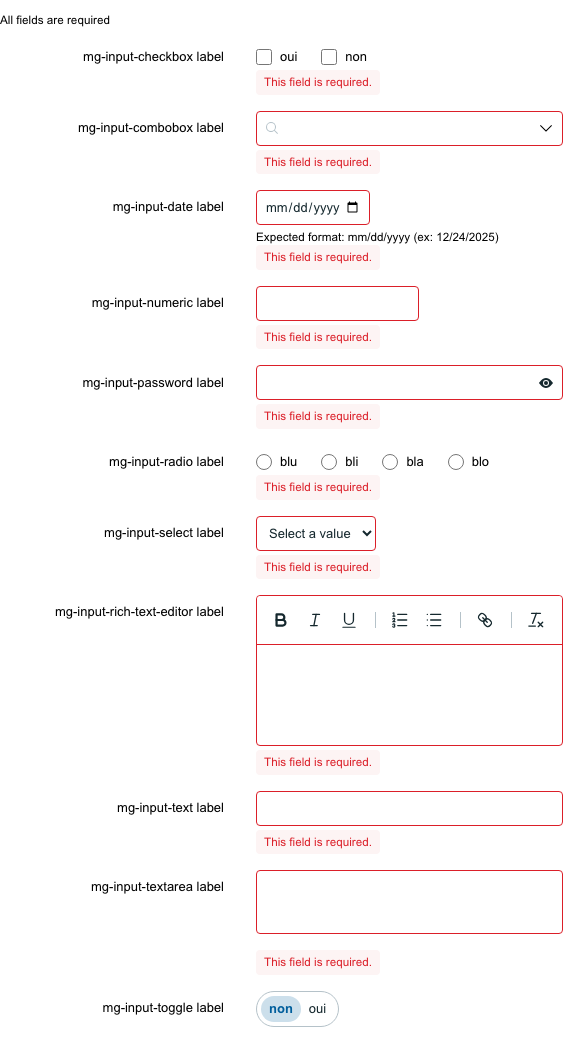 All fields are required
mg-input-checkbox label oui non
This field is required.
mg-input-combobox label
This field is required.
mg-input-date label mm/dd/yyyy
Expected format: mm/dd/yyyy (ex: 12/24/2025)
This field is required.
mg-input-numeric label
This field is required.
mg-input-password label
This field is required.
mg-input-radio label blu bli bla blo
This field is required.
mg-input-select label Select a value
This field is required.
mg-input-rich-text-editor label
This field is required.
mg-input-text label
This field is required.
mg-input-textarea label
This field is required.
mg-input-toggle label non oui